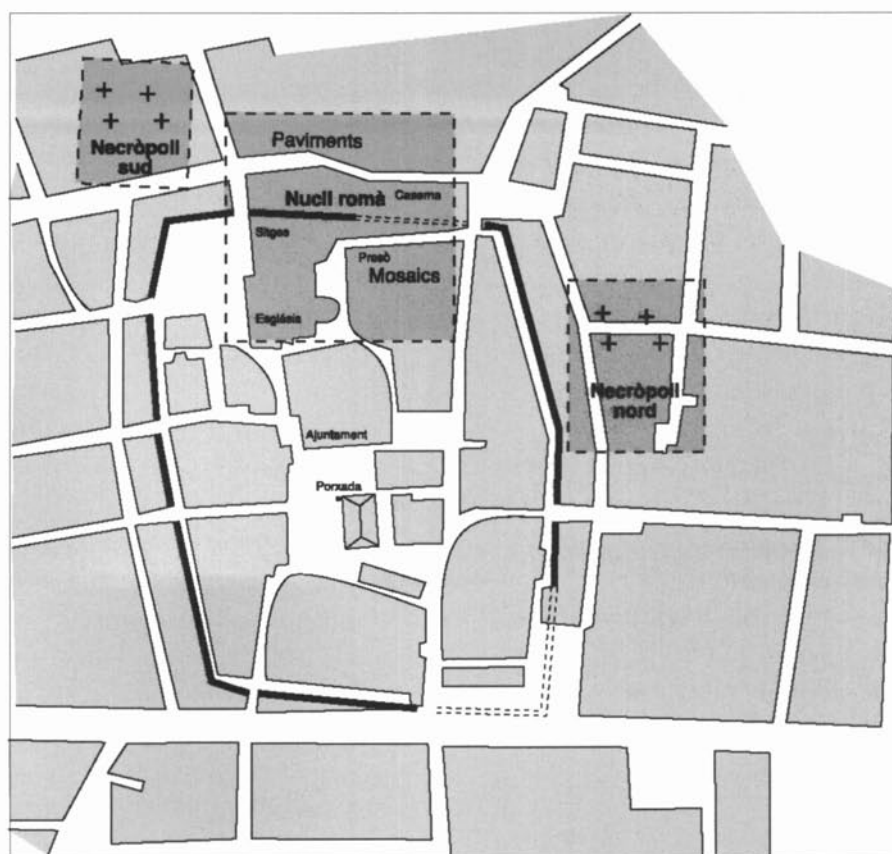 Necròpoli
sud
Paviments
Nucli romà
Caserna
Sitges
Presó
Mosaics
Església
Necròpoli
nord
Ajuntament
Porxada